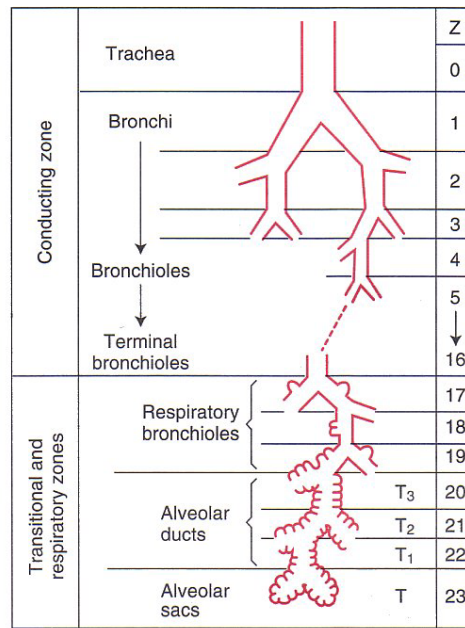 Z
Trachea
0
Bronchi
1
2
3
Bronchioles
4
5
Terminal
bronchioles
16
Conducting zone
Respiratory
bronchioles
17
18
19
Alveolar
ducts
T3
20
T2
21
T1
22
Alveolar
sacs
T
23
Transitional and
respiratory zones